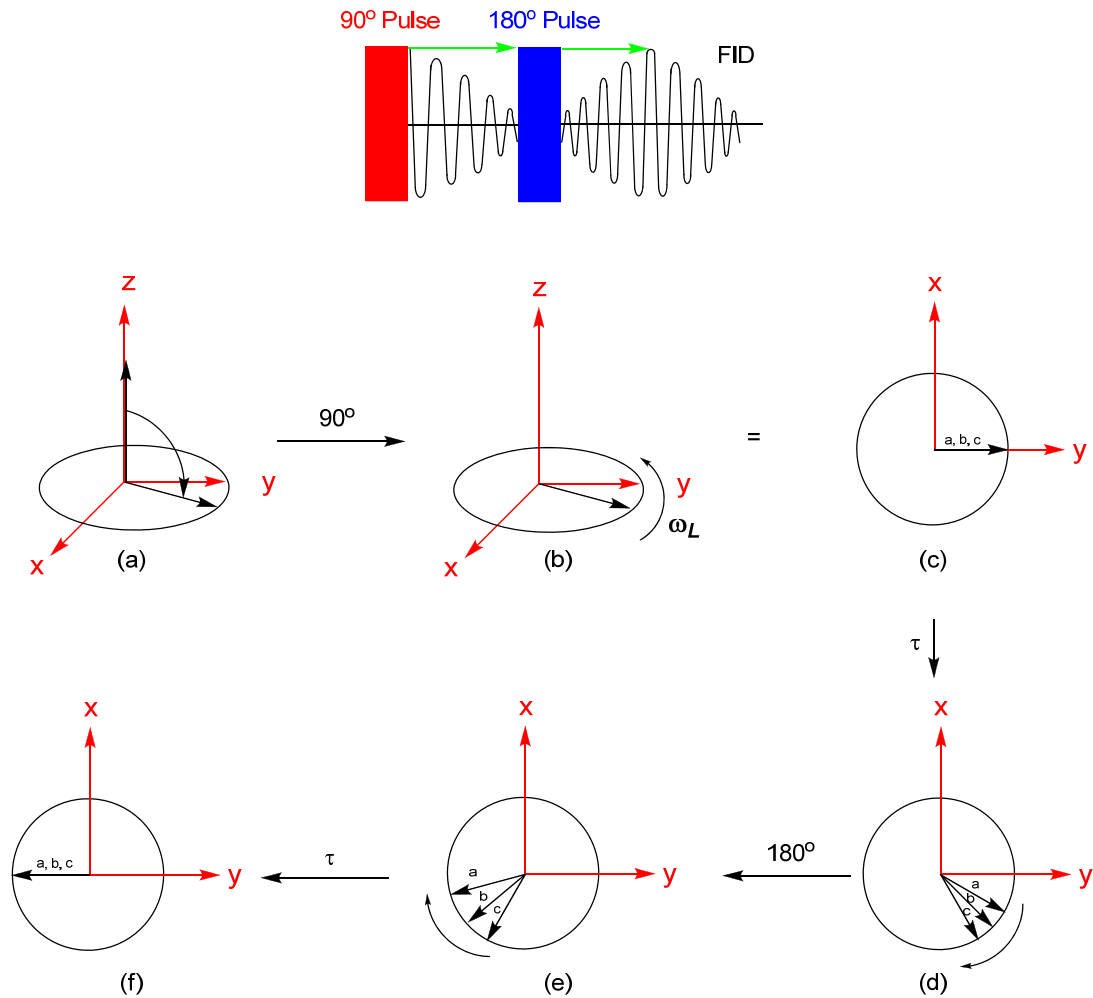 90° Pulse 180° Pulse
FID
z z x
90° = a, b, c
y y y
ω_L
x x
(a) (b) (c)
τ
x x x
a, b, c τ a 180° a
y y y
b b
c c
(f) (e) (d)